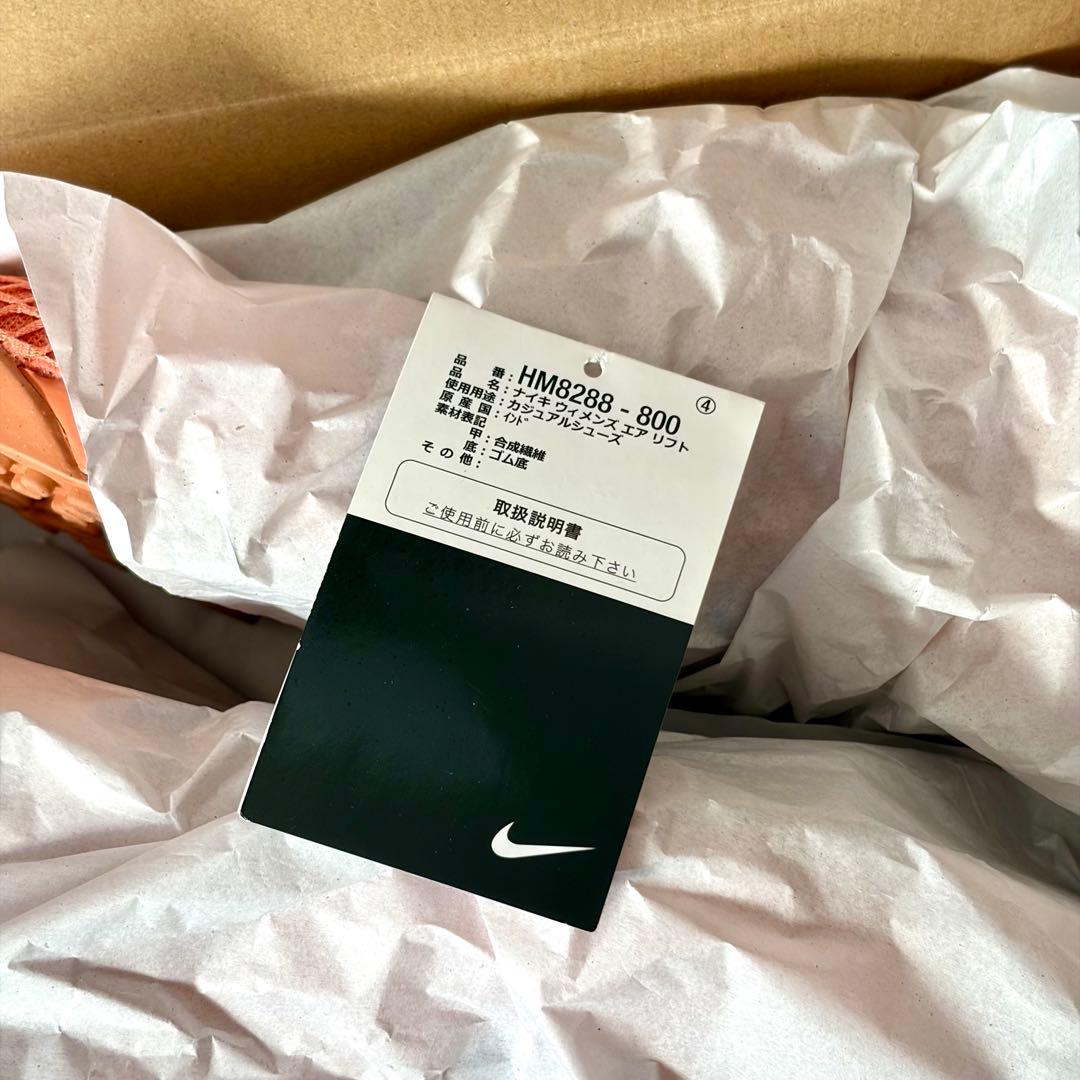 品番:HM8288 - 800 ④
品名:ナイキ ウィメンズ エア リフト
使用用途:カジュアルシューズ
原産国:インド
素材表記
甲:合成繊維
底:ゴム底
その他:
取扱説明書
ご使用前に必ずお読み下さい